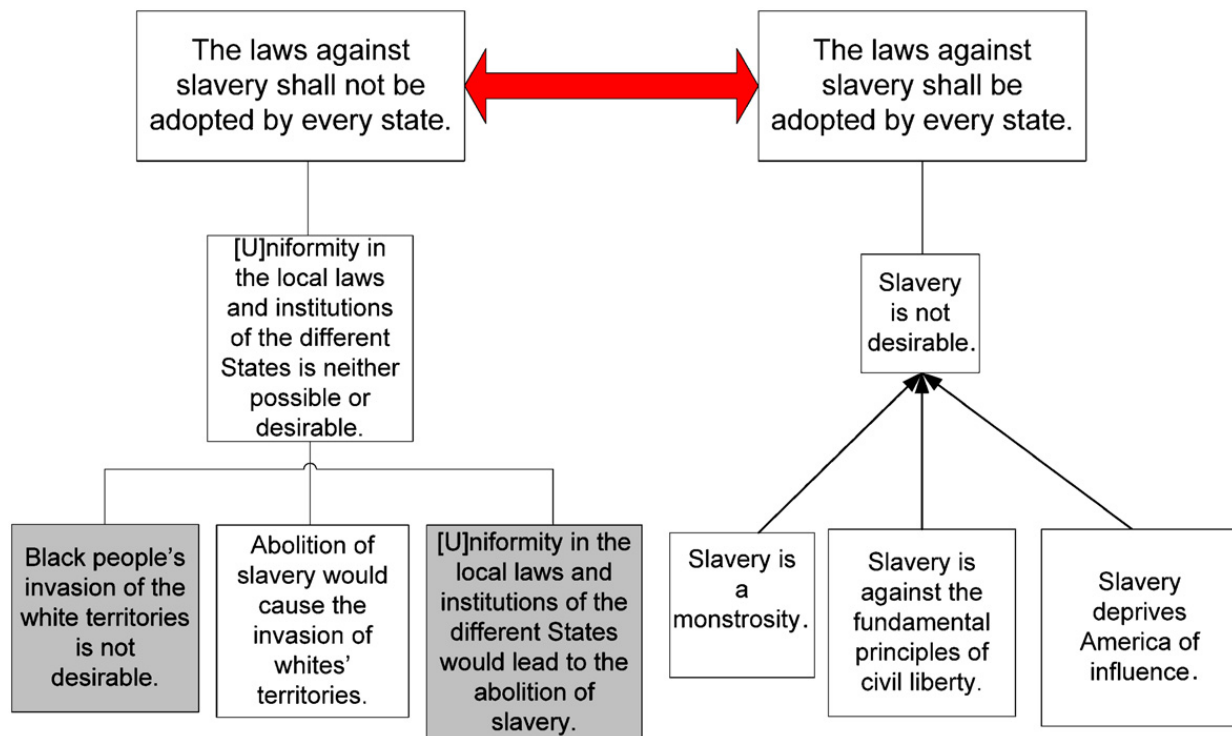 The laws against
slavery shall not be
adopted by every state.
The laws against
slavery shall be
adopted by every state.
[U]niformity in
the local laws
and institutions
of the different
States is neither
possible or
desirable.
Slavery
is not
desirable.
Black people’s
invasion of the
white territories
is not
desirable.
Abolition of
slavery would
cause the
invasion of
whites’
territories.
[U]niformity in the
local laws and
institutions of the
different States
would lead to the
abolition of
slavery.
Slavery is
a
monstrosity.
Slavery is
against the
fundamental
principles of
civil liberty.
Slavery
deprives
America of
influence.